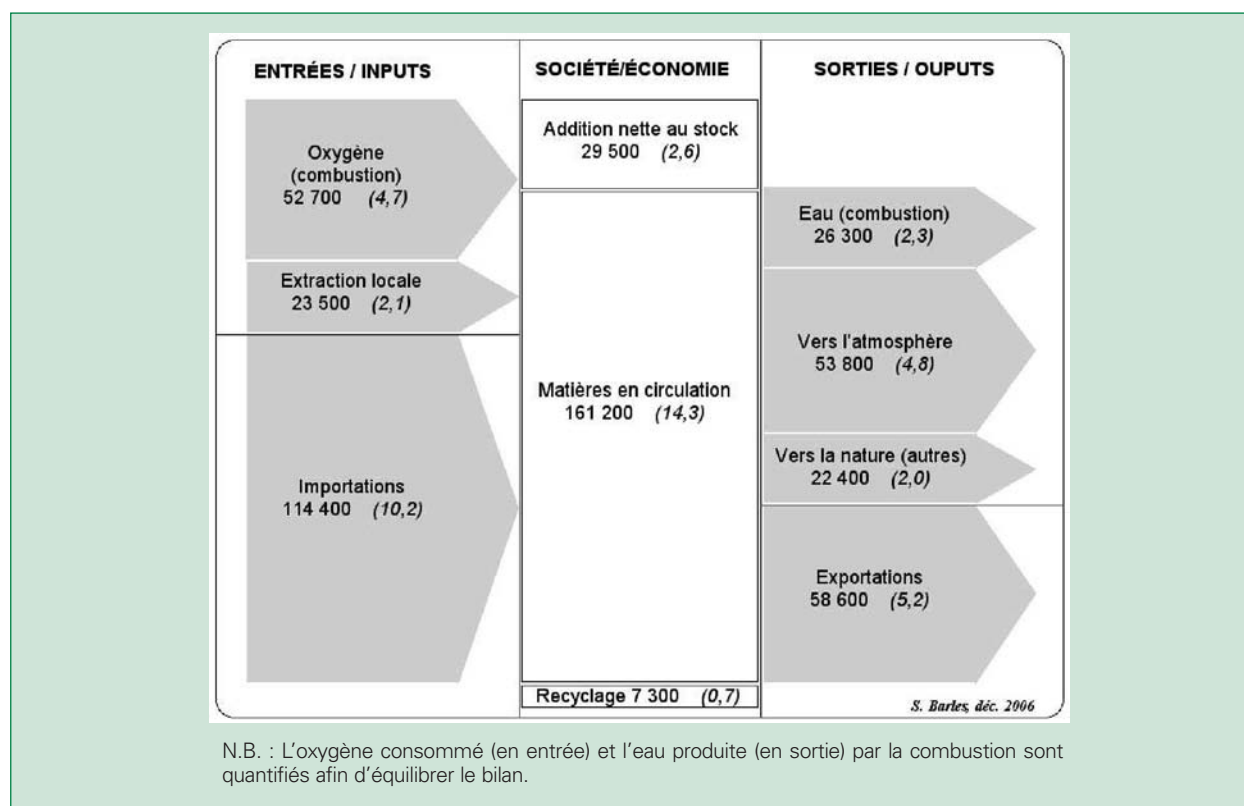 ENTRÉES / INPUTS
SOCIÉTÉ/ÉCONOMIE
SORTIES / OUPUTS
Oxygène
(combustion)
52 700 (4,7)
Extraction locale
23 500 (2,1)
Importations
114 400 (10,2)
Addition nette au stock
29 500 (2,6)
Matières en circulation
161 200 (14,3)
Recyclage 7 300 (0,7)
Eau (combustion)
26 300 (2,3)
Vers l'atmosphère
53 800 (4,8)
Vers la nature (autres)
22 400 (2,0)
Exportations
58 600 (5,2)
S. Barles, déc. 2006
N.B. : L'oxygène consommé (en entrée) et l'eau produite (en sortie) par la combustion sont
quantifiés afin d'équilibrer le bilan.